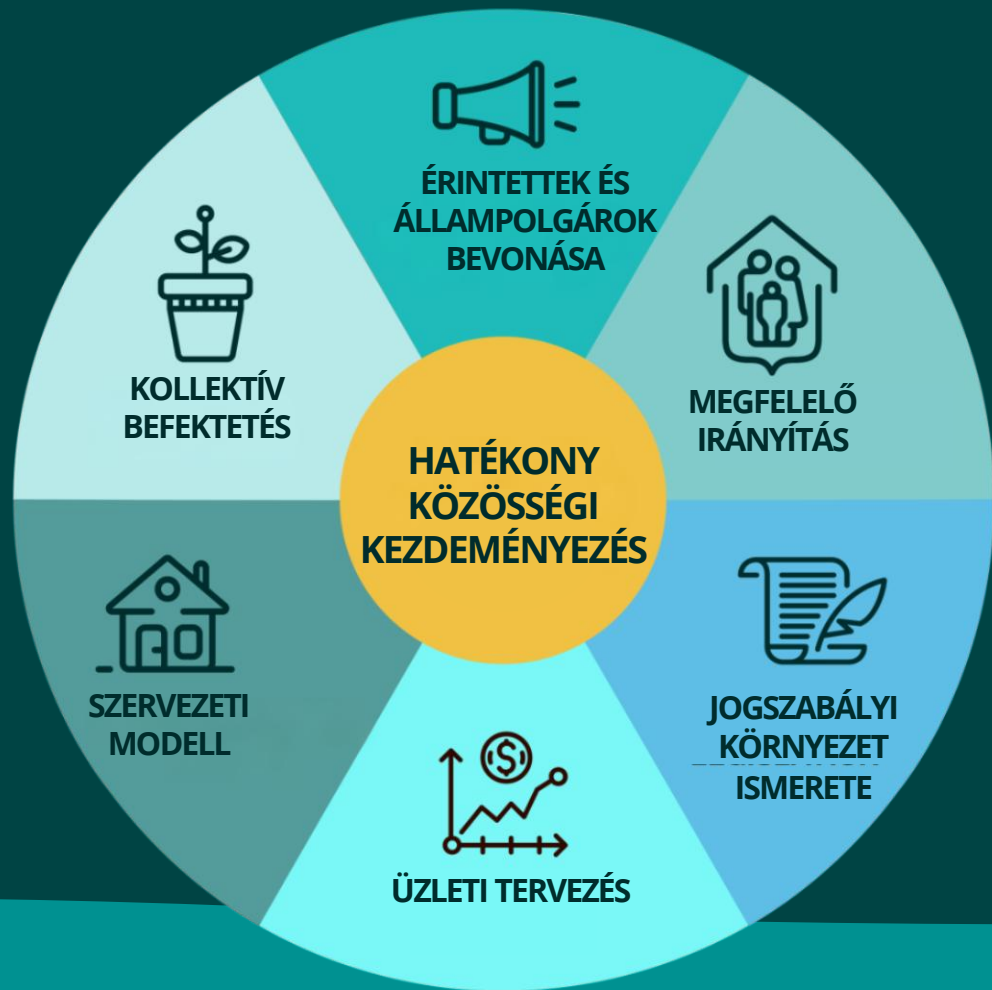 ÉRINTETTEK ÉS
ÁLLAMPOLGÁROK
BEVONÁSA
MEGFELELŐ
IRÁNYÍTÁS
JOGSZABÁLYI
KÖRNYEZET
ISMERETE
ÜZLETI TERVEZÉS
SZERVEZETI
MODELL
KOLLEKTÍV
BEFEKTETÉS
HATÉKONY
KÖZÖSSÉGI
KEZDEMÉNYEZÉS